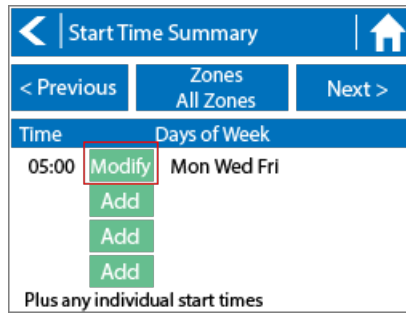 < Start Time Summary
< Previous
Zones
All Zones
Next >
Time Days of Week
05:00 Modify Mon Wed Fri
Add
Add
Add
Plus any individual start times